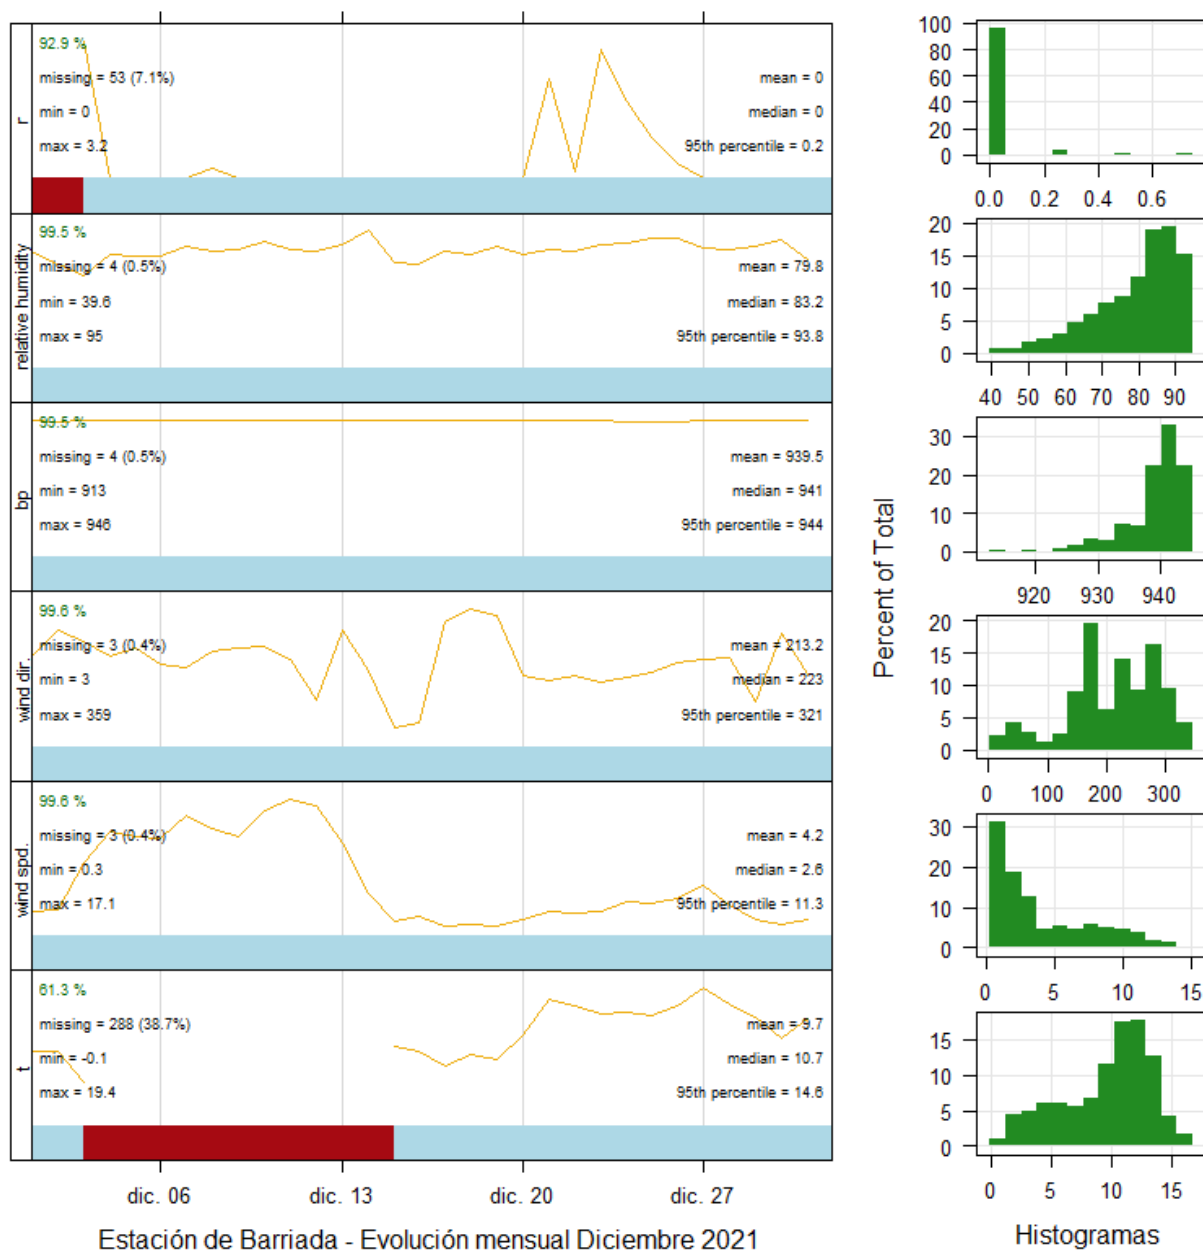 92.9 %
missing = 53 (7.1%)
min = 0
max = 3.2
mean = 0
median = 0
95th percentile = 0.2
r
100
80
60
40
20
0
0.0 0.2 0.4 0.6
99.5 %
missing = 4 (0.5%)
min = 39.6
max = 95
mean = 79.8
median = 83.2
95th percentile = 93.8
relative humidity
20
15
10
5
0
40 50 60 70 80 90
99.5 %
missing = 4 (0.5%)
min = 913
max = 946
mean = 939.5
median = 941
95th percentile = 944
bp
30
20
10
0
920 930 940
99.6 %
missing = 3 (0.4%)
min = 3
max = 359
mean = 213.2
median = 223
95th percentile = 321
wind dir.
20
15
10
5
0
0 100 200 300
99.6 %
missing = 3 (0.4%)
min = 0.3
max = 17.1
mean = 4.2
median = 2.6
95th percentile = 11.3
wind spd.
30
20
10
0
0 5 10 15
61.3 %
missing = 288 (38.7%)
min = -0.1
max = 19.4
mean = 9.7
median = 10.7
95th percentile = 14.6
t
15
10
5
0
0 5 10 15
dic. 06 dic. 13 dic. 20 dic. 27
Percent of Total
Estación de Barriada - Evolución mensual Diciembre 2021
Histogramas